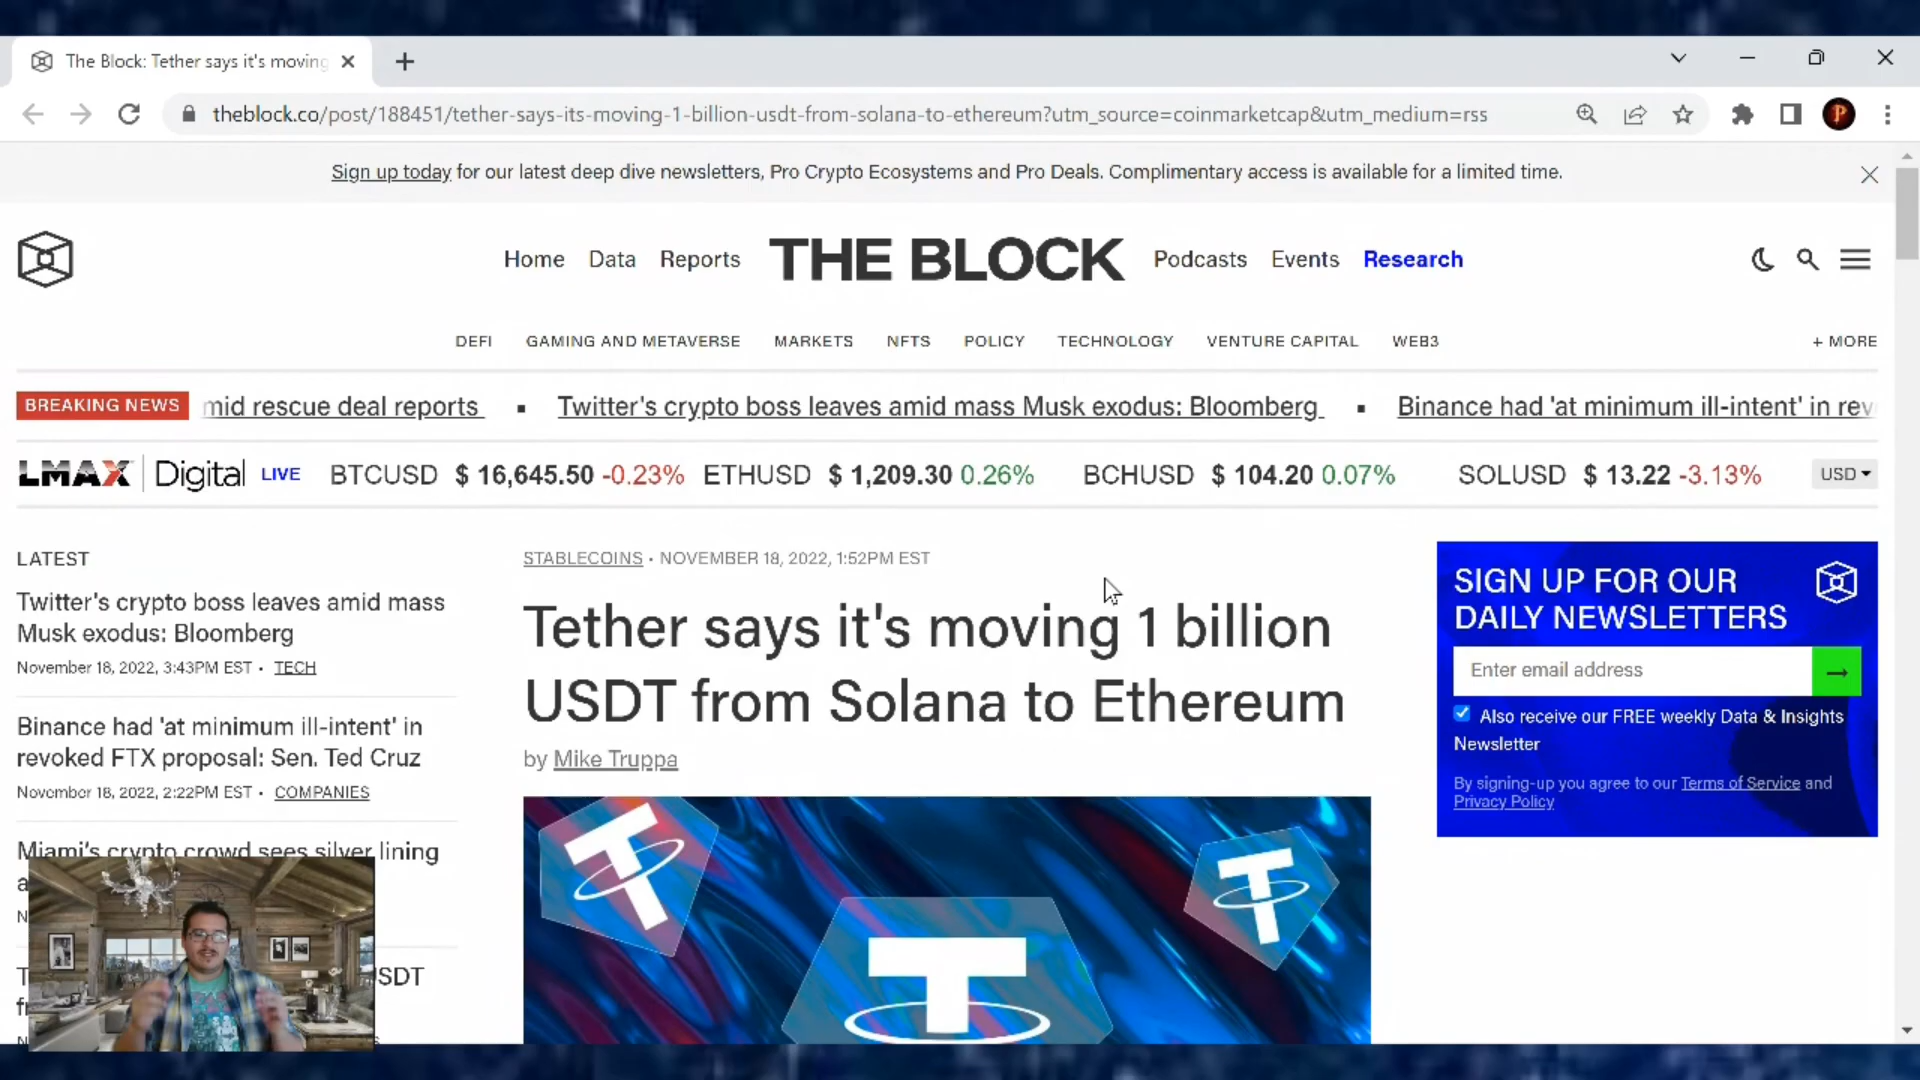 The Block: Tether says it's moving
theblock.co/post/188451/tether-says-its-moving-1-billion-usdt-from-solana-to-ethereum?utm_source=coinmarketcap&utm_medium=rss
Sign up today for our latest deep dive newsletters, Pro Crypto Ecosystems and Pro Deals. Complimentary access is available for a limited time.
Home Data Reports THE BLOCK Podcasts Events Research
DEFI GAMING AND METAVERSE MARKETS NFTS POLICY TECHNOLOGY VENTURE CAPITAL WEB3 + MORE
BREAKING NEWS mid rescue deal reports ▪ Twitter's crypto boss leaves amid mass Musk exodus: Bloomberg ▪ Binance had 'at minimum ill-intent' in rev
LMAX Digital LIVE BTCUSD $ 16,645.50 -0.23% ETHUSD $ 1,209.30 0.26% BCHUSD $ 104.20 0.07% SOLUSD $ 13.22 -3.13% USD
LATEST
Twitter's crypto boss leaves amid mass
Musk exodus: Bloomberg
November 18, 2022, 3:43PM EST • TECH
Binance had 'at minimum ill-intent' in
revoked FTX proposal: Sen. Ted Cruz
November 18, 2022, 2:22PM EST • COMPANIES
Miami's crypto crowd sees silver lining
a
N
T SDT
fr
STABLECOINS • NOVEMBER 18, 2022, 1:52PM EST
Tether says it's moving 1 billion
USDT from Solana to Ethereum
by Mike Truppa
SIGN UP FOR OUR
DAILY NEWSLETTERS
Enter email address
Also receive our FREE weekly Data & Insights
Newsletter
By signing-up you agree to our Terms of Service and
Privacy Policy